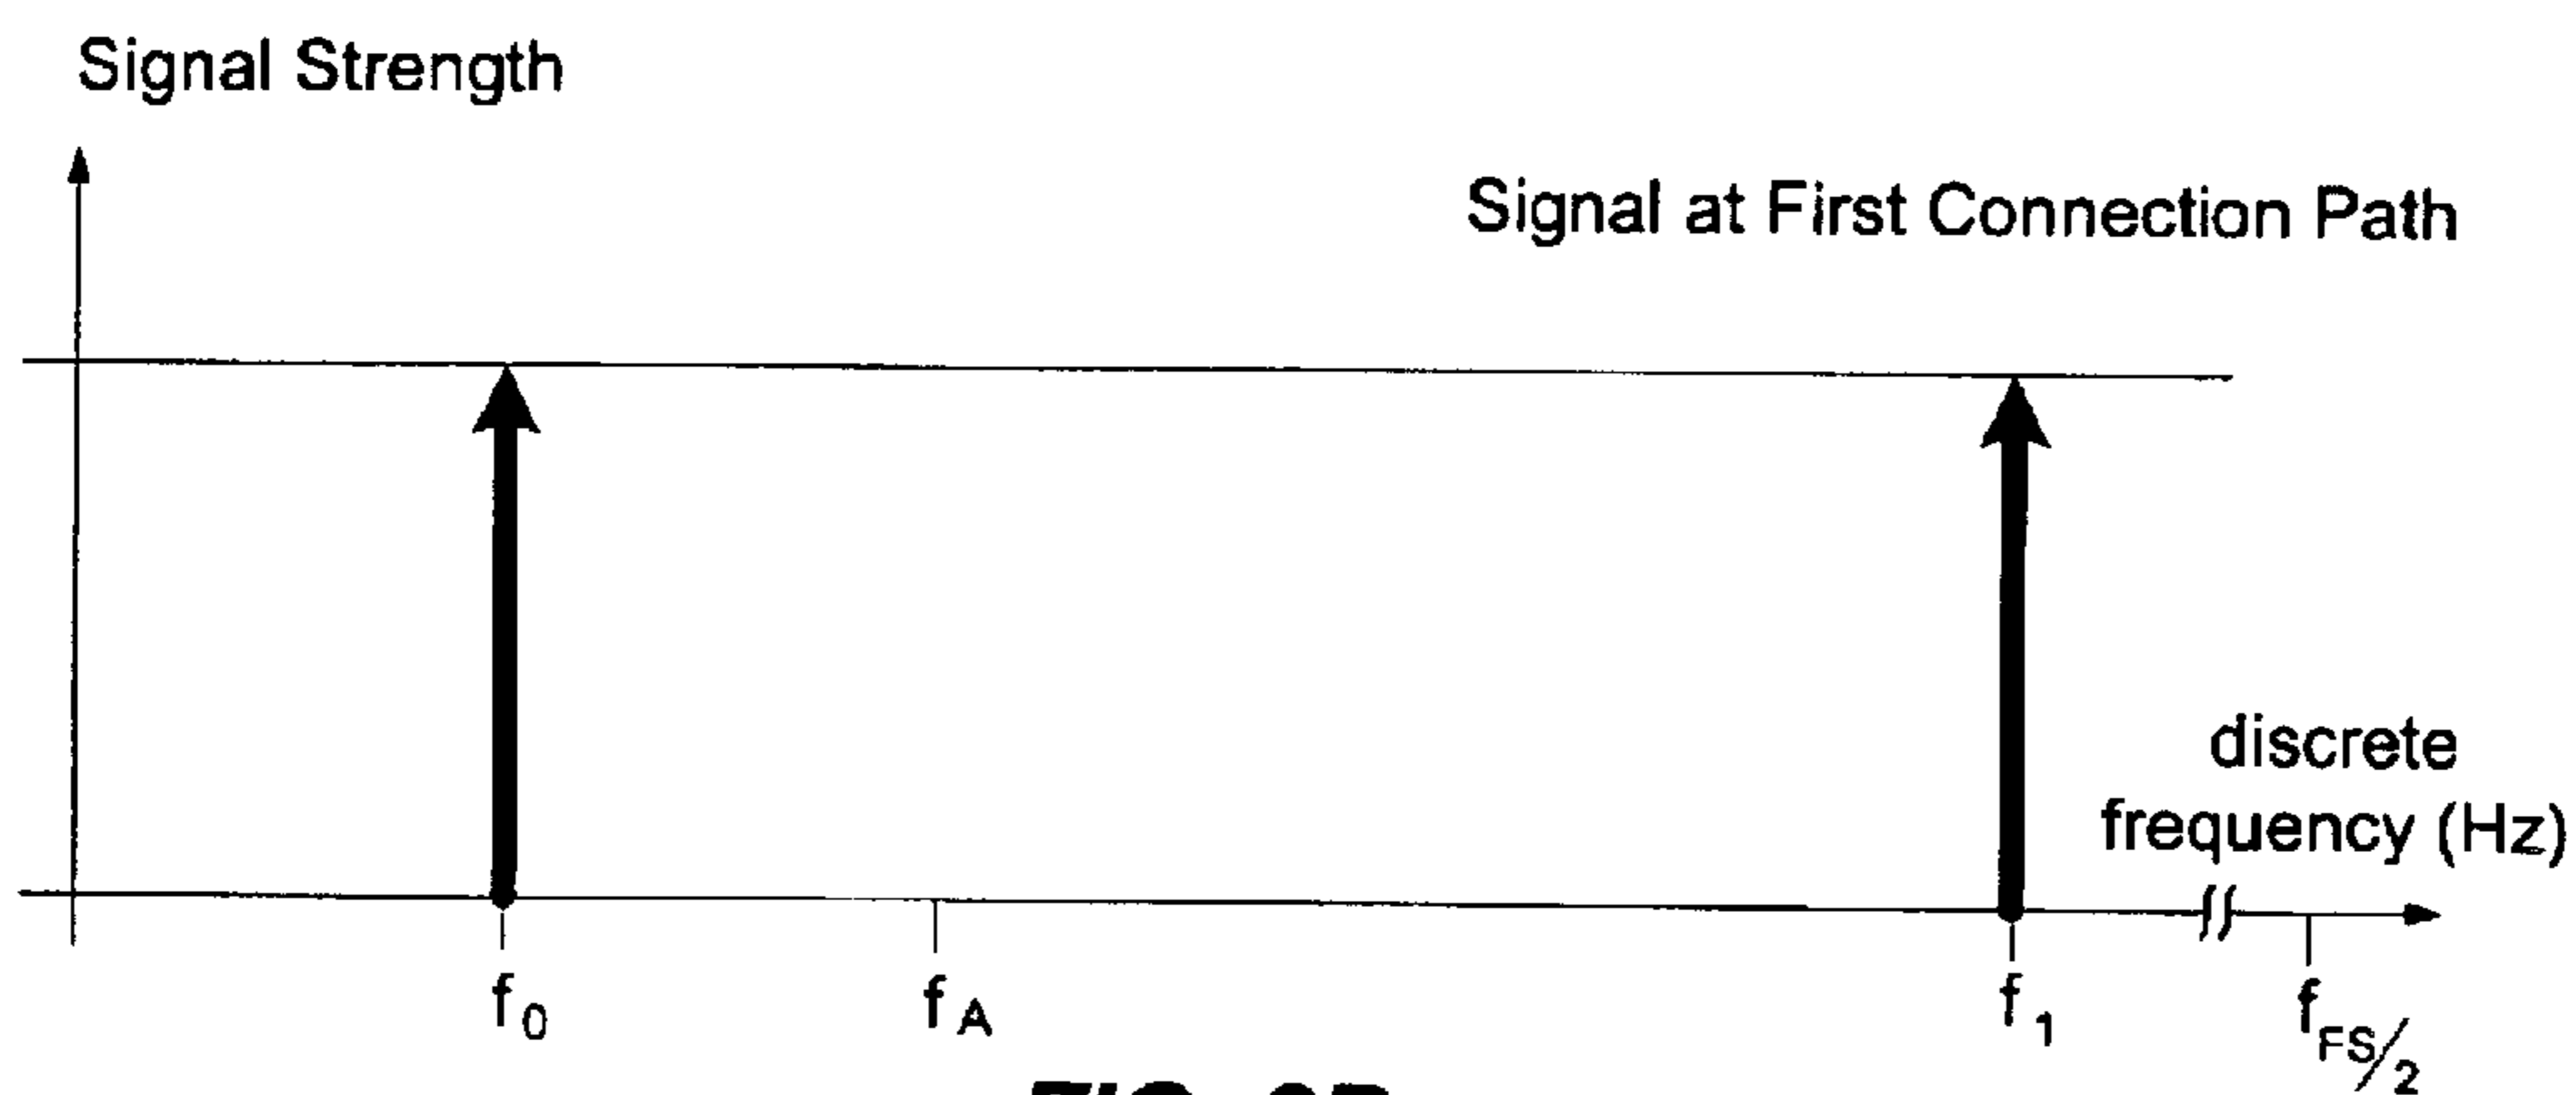 Signal Strength
Signal at First Connection Path
discrete
frequency (Hz)
f0
fA
f1
fFS/2